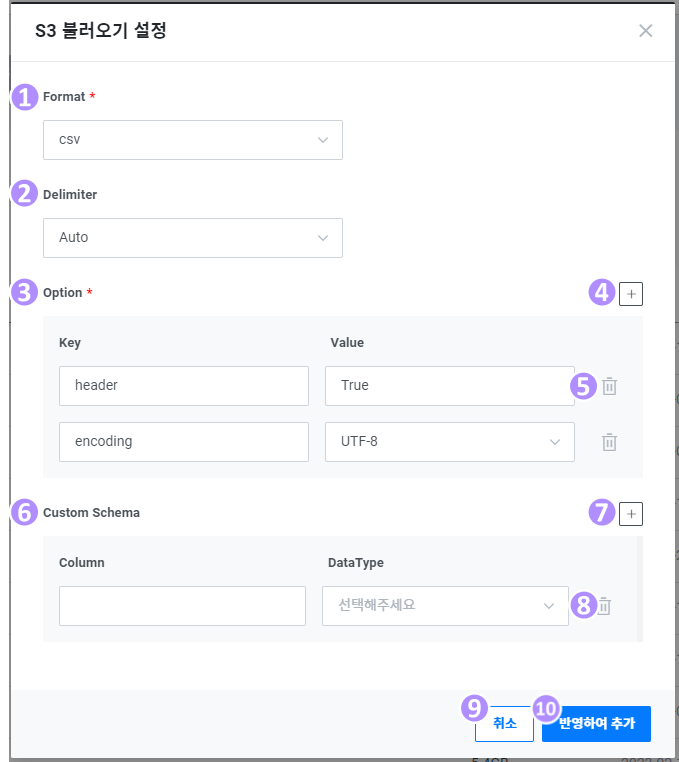 S3 불러오기 설정
1 Format *
csv
2 Delimiter
Auto
3 Option * 4 +
Key Value
header True 5
encoding UTF-8
6 Custom Schema 7 +
Column DataType
선택해주세요 8
9 취소 10 반영하여 추가